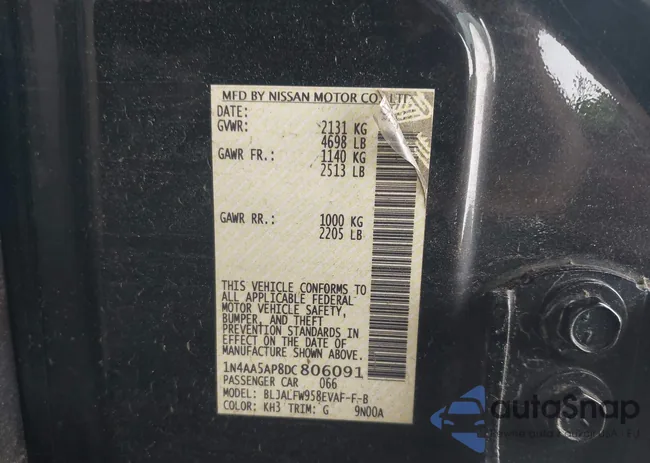 MFD BY NISSAN MOTOR CO., LT
DATE:
GVWR: 2131 KG
4698 LB
GAWR FR.: 1140 KG
2513 LB
GAWR RR.: 1000 KG
2205 LB
THIS VEHICLE CONFORMS TO
ALL APPLICABLE FEDERAL
MOTOR VEHICLE SAFETY,
BUMPER, AND THEFT
PREVENTION STANDARDS IN
EFFECT ON THE DATE OF
MANUFACTURE SHOWN ABOVE.
1N4AA5AP8DC806091
PASSENGER CAR 066
MODEL: BLJALFW958EVAF-F-B
COLOR: KH3 TRIM: G 9N00A
autoSnap